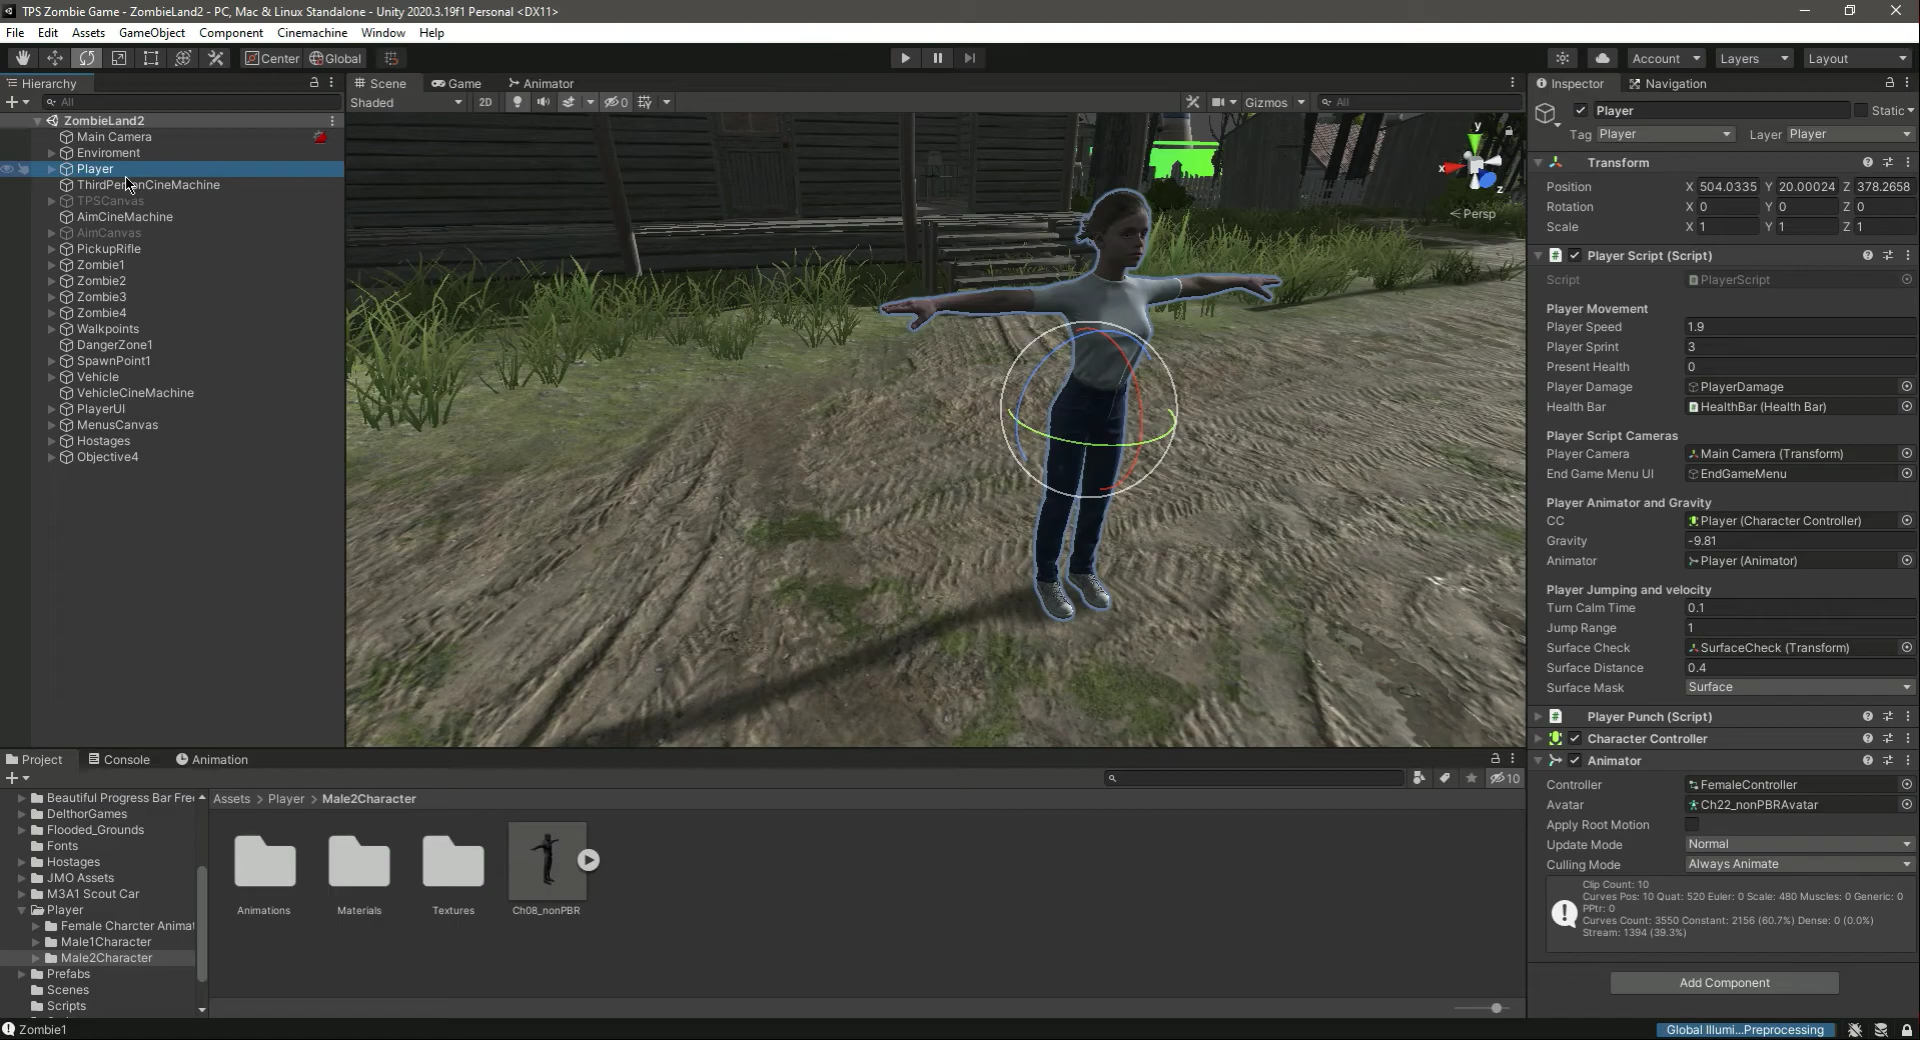 TPS Zombie Game - ZombieLand2 - PC, Mac & Linux Standalone - Unity 2020.3.19f1 Personal <DX11>
File Edit Assets GameObject Component Cinemachine Window Help
Center Global Account Layers Layout
Hierarchy
All
ZombieLand2
Main Camera
Enviroment
Player
ThirdPersonCineMachine
TPSCanvas
AimCineMachine
AimCanvas
PickupRifle
Zombie1
Zombie2
Zombie3
Zombie4
Walkpoints
DangerZone1
SpawnPoint1
Vehicle
VehicleCineMachine
PlayerUI
MenusCanvas
Hostages
Objective4
Scene Game Animator
Shaded 2D 0 Gizmos All
y
x
z
Persp
Inspector Navigation
Player Static
Tag Player Layer Player
Transform
Position X 504.0335 Y 20.00024 Z 378.2658
Rotation X 0 Y 0 Z 0
Scale X 1 Y 1 Z 1
Player Script (Script)
Script PlayerScript
Player Movement
Player Speed 1.9
Player Sprint 3
Present Health 0
Player Damage PlayerDamage
Health Bar HealthBar (Health Bar)
Player Script Cameras
Player Camera Main Camera (Transform)
End Game Menu UI EndGameMenu
Player Animator and Gravity
CC Player (Character Controller)
Gravity -9.81
Animator Player (Animator)
Player Jumping and velocity
Turn Calm Time 0.1
Jump Range 1
Surface Check SurfaceCheck (Transform)
Surface Distance 0.4
Surface Mask Surface
Player Punch (Script)
Character Controller
Animator
Controller FemaleController
Avatar Ch22_nonPBRAvatar
Apply Root Motion
Update Mode Normal
Culling Mode Always Animate
Clip Count: 10
Curves Pos: 10 Quat: 520 Euler: 0 Scale: 480 Muscles: 0 Generic: 0
PPtr: 0
Curves Count: 3550 Constant: 2156 (60.7%) Dense: 0 (0.0%)
Stream: 1394 (39.3%)
Add Component
Project Console Animation
10
Beautiful Progress Bar Free
DelthorGames
Flooded_Grounds
Fonts
Hostages
JMO Assets
M3A1 Scout Car
Player
Female Charcter Animat
Male1Character
Male2Character
Prefabs
Scenes
Scripts
Assets > Player > Male2Character
Animations Materials Textures Ch08_nonPBR
Zombie1
Global Illumi...Preprocessing